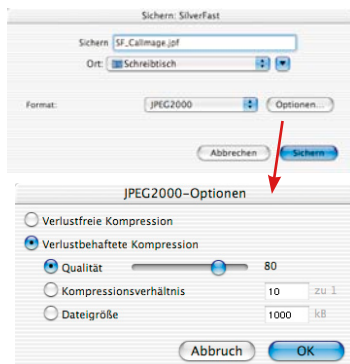 Sichern: SilverFast
Sichern SF_CalImage.jpf
Ort: Schreibtisch
Format: JPEG2000 Optionen...
Abbrechen Sichern
JPEG2000-Optionen
Verlustfreie Kompression
Verlustbehaftete Kompression
Qualität 80
Kompressionsverhältnis 10 zu 1
Dateigröße 1000 kB
Abbruch OK